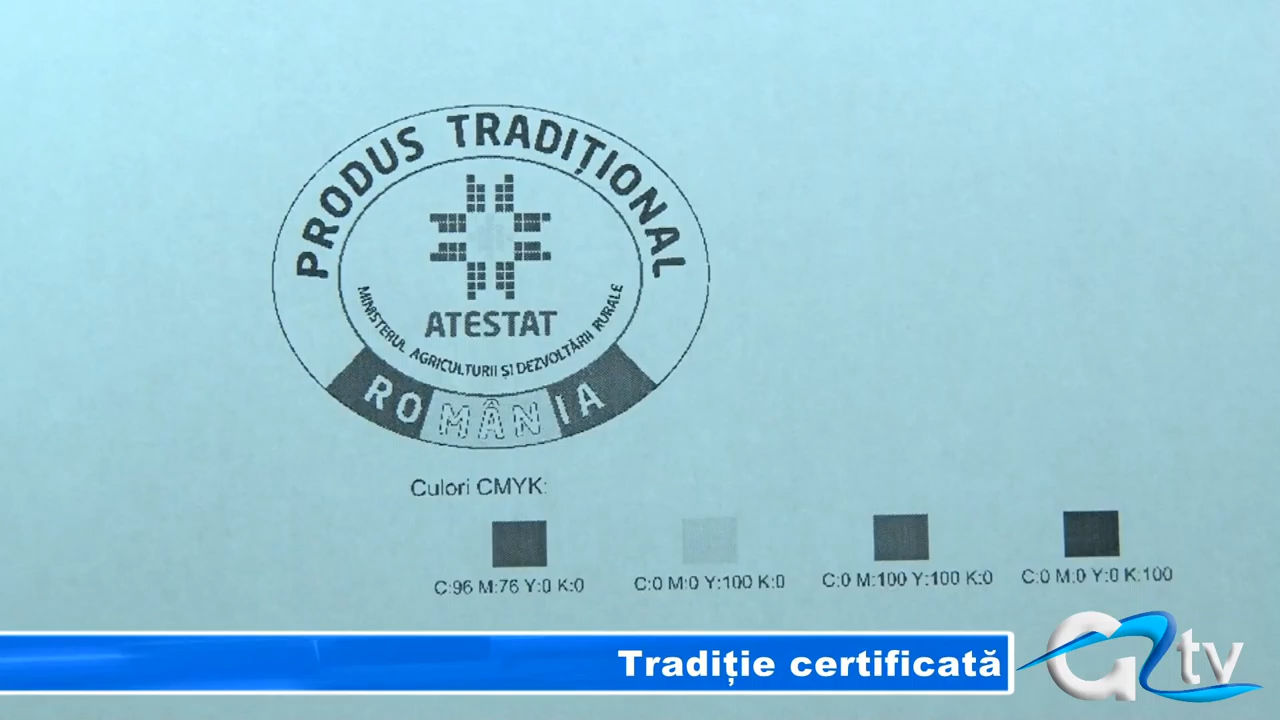 PRODUS TRADIȚIONAL
ATESTAT
MINISTERUL AGRICULTURII ȘI DEZVOLTĂRII RURALE
ROMÂNIA
Culori CMYK:
C:96 M:76 Y:0 K:0
C:0 M:0 Y:100 K:0
C:0 M:100 Y:100 K:0
C:0 M:0 Y:0 K:100
Tradiție certificată
G2tv